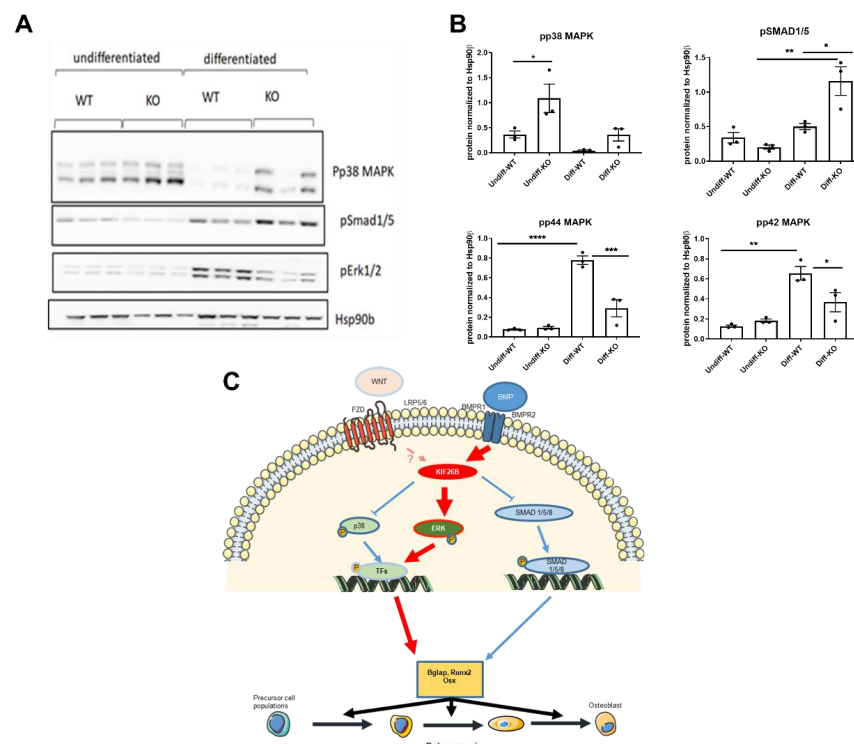 A
undifferentiated differentiated
WT KO WT KO
Pp38 MAPK
pSmad1/5
pErk1/2
Hsp90b
B
pp38 MAPK
protein normalized to Hsp90β
2.0
1.5
1.0
0.5
0.0
*
Undiff-WT
Undiff-KO
Diff-WT
Diff-KO
pSMAD1/5
protein normalized to Hsp90β
1.5
1.0
0.5
0.0
**
*
Undiff-WT
Undiff-KO
Diff-WT
Diff-KO
pp44 MAPK
protein normalized to Hsp90β
1.0
0.8
0.6
0.4
0.2
0.0
****
***
Undiff-WT
Undiff-KO
Diff-WT
Diff-KO
pp42 MAPK
protein normalized to Hsp90β
1.0
0.8
0.6
0.4
0.2
0.0
**
*
Undiff-WT
Undiff-KO
Diff-WT
Diff-KO
C
WNT
FZD
LRP5/6
BMPR1
BMP
BMPR2
?
KIF26B
p38
P
ERK
P
SMAD 1/5/8
P
TFs
P
SMAD
1/5/8
Bglap, Runx2
Osx
Precursor cell
populations
Osteoblast